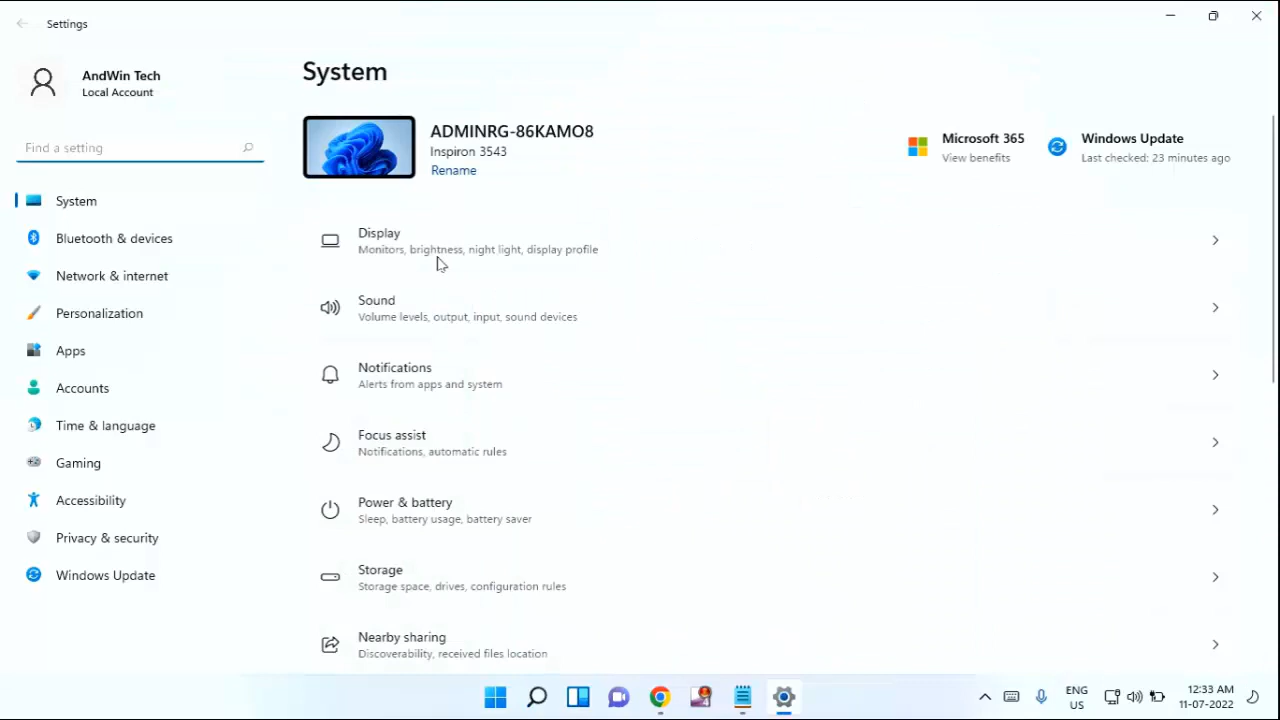 Settings
AndWin Tech
Local Account
Find a setting
System
Bluetooth & devices
Network & internet
Personalization
Apps
Accounts
Time & language
Gaming
Accessibility
Privacy & security
Windows Update
System
ADMINRG-86KAMO8
Inspiron 3543
Rename
Microsoft 365
View benefits
Windows Update
Last checked: 23 minutes ago
Display
Monitors, brightness, night light, display profile
Sound
Volume levels, output, input, sound devices
Notifications
Alerts from apps and system
Focus assist
Notifications, automatic rules
Power & battery
Sleep, battery usage, battery saver
Storage
Storage space, drives, configuration rules
Nearby sharing
Discoverability, received files location
ENG
US
12:33 AM
11-07-2022